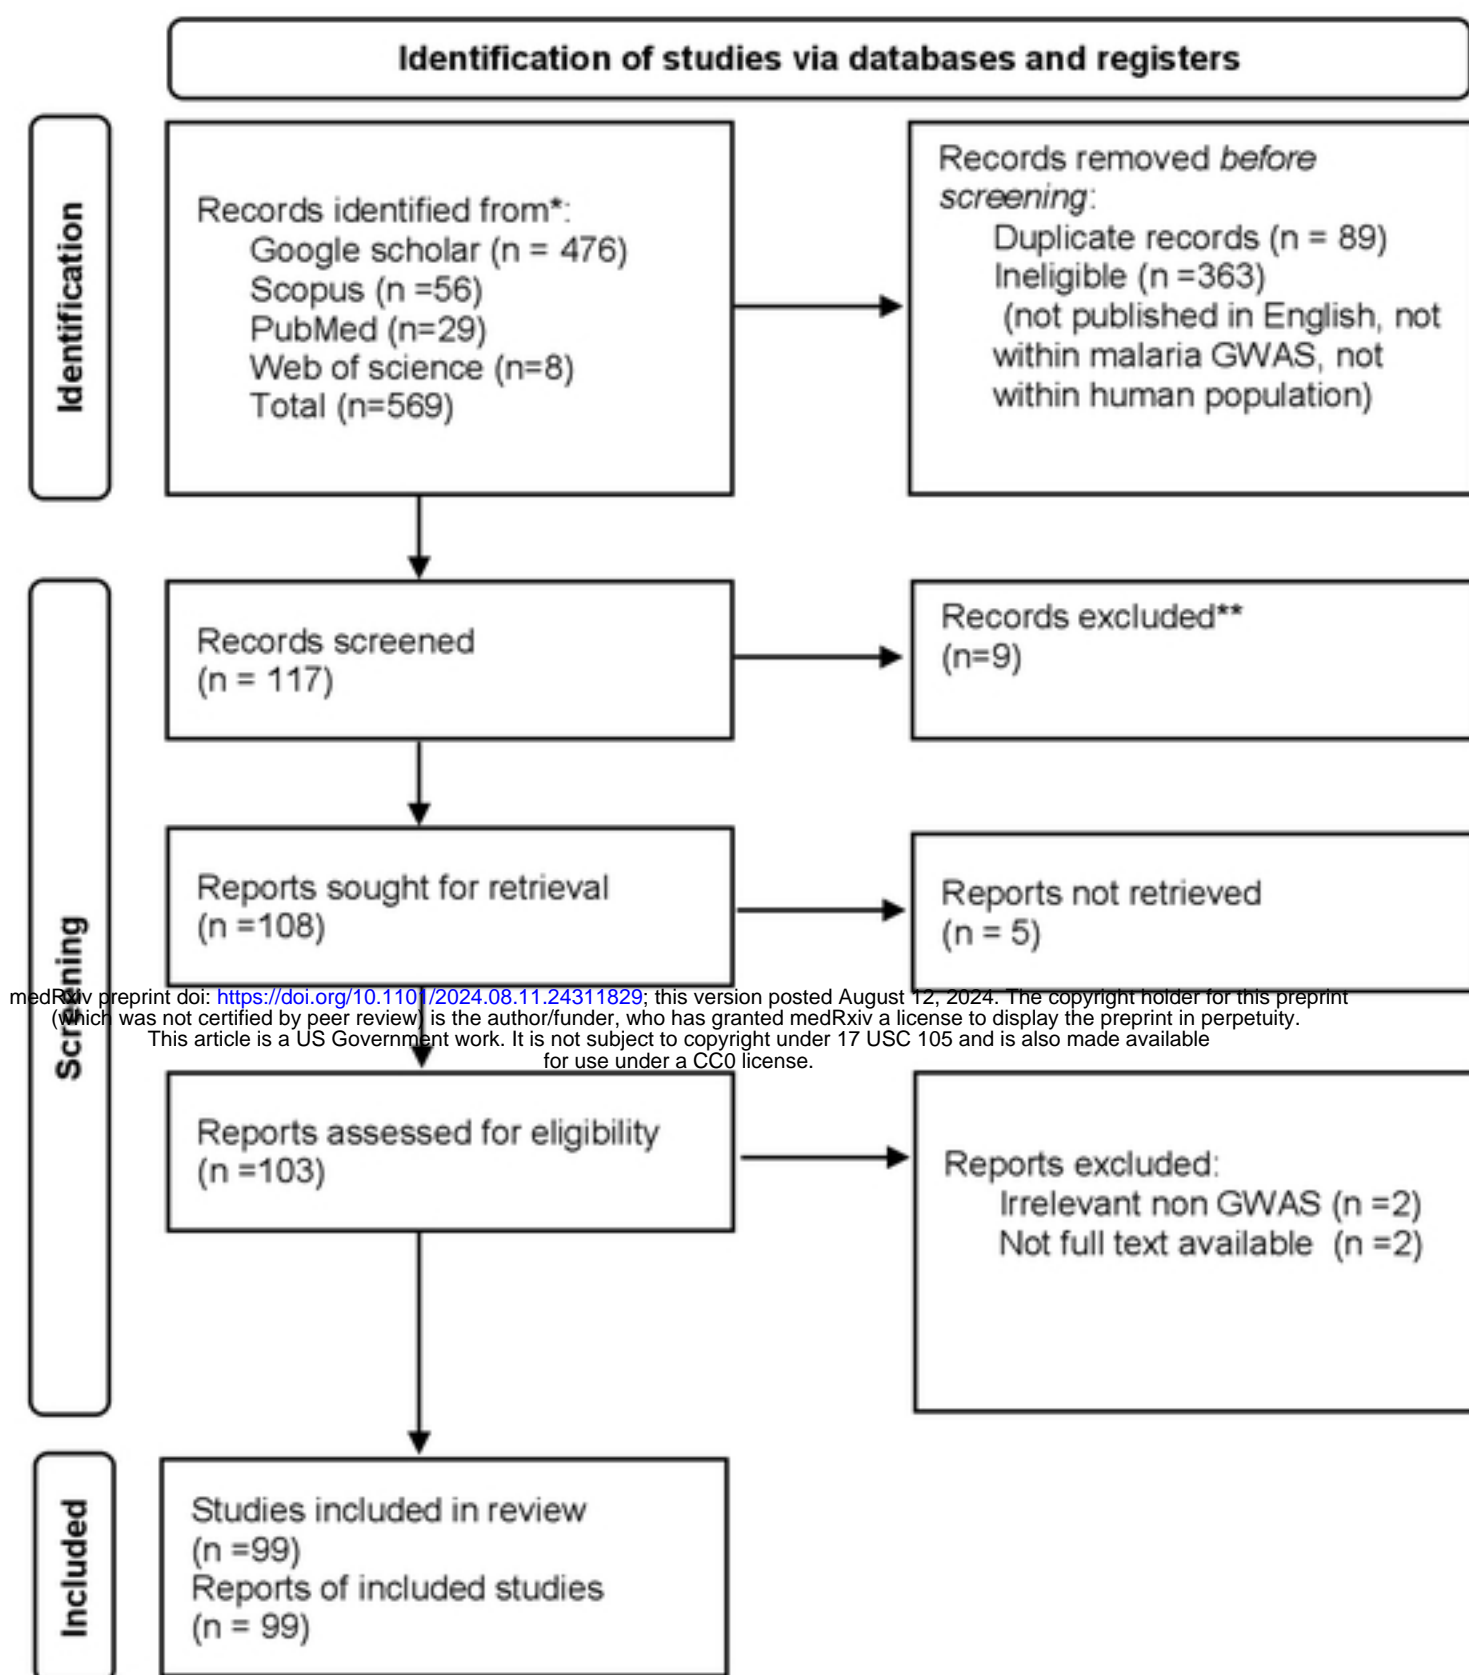 Identification of studies via databases and registers
Identification
Records identified from*:
Google scholar (n = 476)
Scopus (n =56)
PubMed (n=29)
Web of science (n=8)
Total (n=569)
Records removed before
screening:
Duplicate records (n = 89)
Ineligible (n =363)
(not published in English, not
within malaria GWAS, not
within human population)
Screening
Records screened
(n = 117)
Records excluded**
(n=9)
Reports sought for retrieval
(n =108)
Reports not retrieved
(n = 5)
medRxiv preprint doi: https://doi.org/10.1101/2024.08.11.24311829; this version posted August 12, 2024. The copyright holder for this preprint
(which was not certified by peer review) is the author/funder, who has granted medRxiv a license to display the preprint in perpetuity.
This article is a US Government work. It is not subject to copyright under 17 USC 105 and is also made available
for use under a CC0 license.
Reports assessed for eligibility
(n =103)
Reports excluded:
Irrelevant non GWAS (n =2)
Not full text available (n =2)
Included
Studies included in review
(n =99)
Reports of included studies
(n = 99)